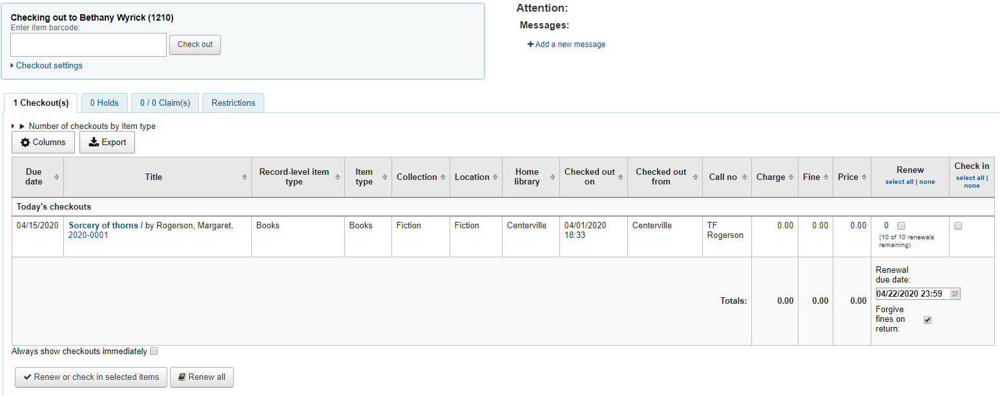 Checking out to Bethany Wyrick (1210)
Enter item barcode:
Check out
Checkout settings
Attention:
Messages:
Add a new message
1 Checkout(s) 0 Holds 0 / 0 Claim(s) Restrictions
Number of checkouts by item type
Columns Export
Due date Title Record-level item type Item type Collection Location Home library Checked out on Checked out from Call no Charge Fine Price Renew select all | none Check in select all | none
Today's checkouts
04/15/2020 Sorcery of thorns / by Rogerson, Margaret, Books Books Fiction Fiction Centerville 04/01/2020 Centerville TF 0.00 0.00 0.00 0
2020-0001 18:33 Rogerson
(10 of 10 renewals
remaining)
Renewal
due date:
Totals: 0.00 0.00 0.00 04/22/2020 23:59
Forgive
fines on
return:
Always show checkouts immediately
Renew or check in selected items Renew all